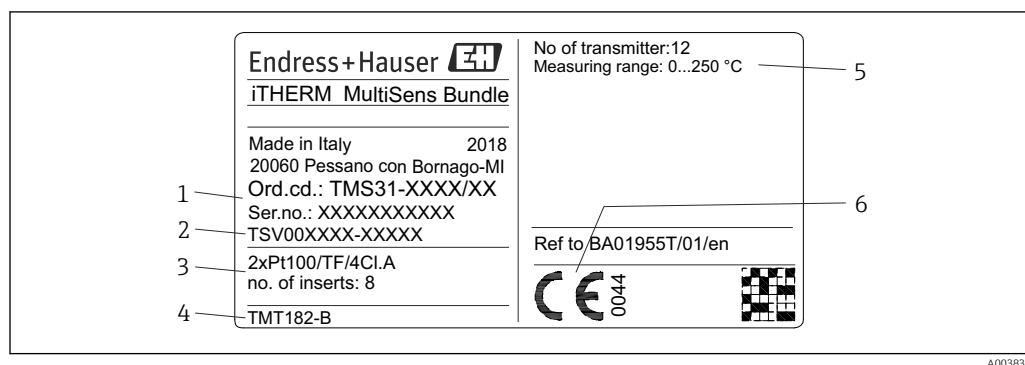 Endress+Hauser EH
iTHERM MultiSens Bundle
Made in Italy 2018
20060 Pessano con Bornago-MI
Ord.cd.: TMS31-XXXX/XX
Ser.no.: XXXXXXXXXXX
TSV00XXXX-XXXXX
2xPt100/TF/4Cl.A
no. of inserts: 8
TMT182-B
1
2
3
4
No of transmitter:12
Measuring range: 0...250 °C
5
6
Ref to BA01955T/01/en
CE
0044
A00383